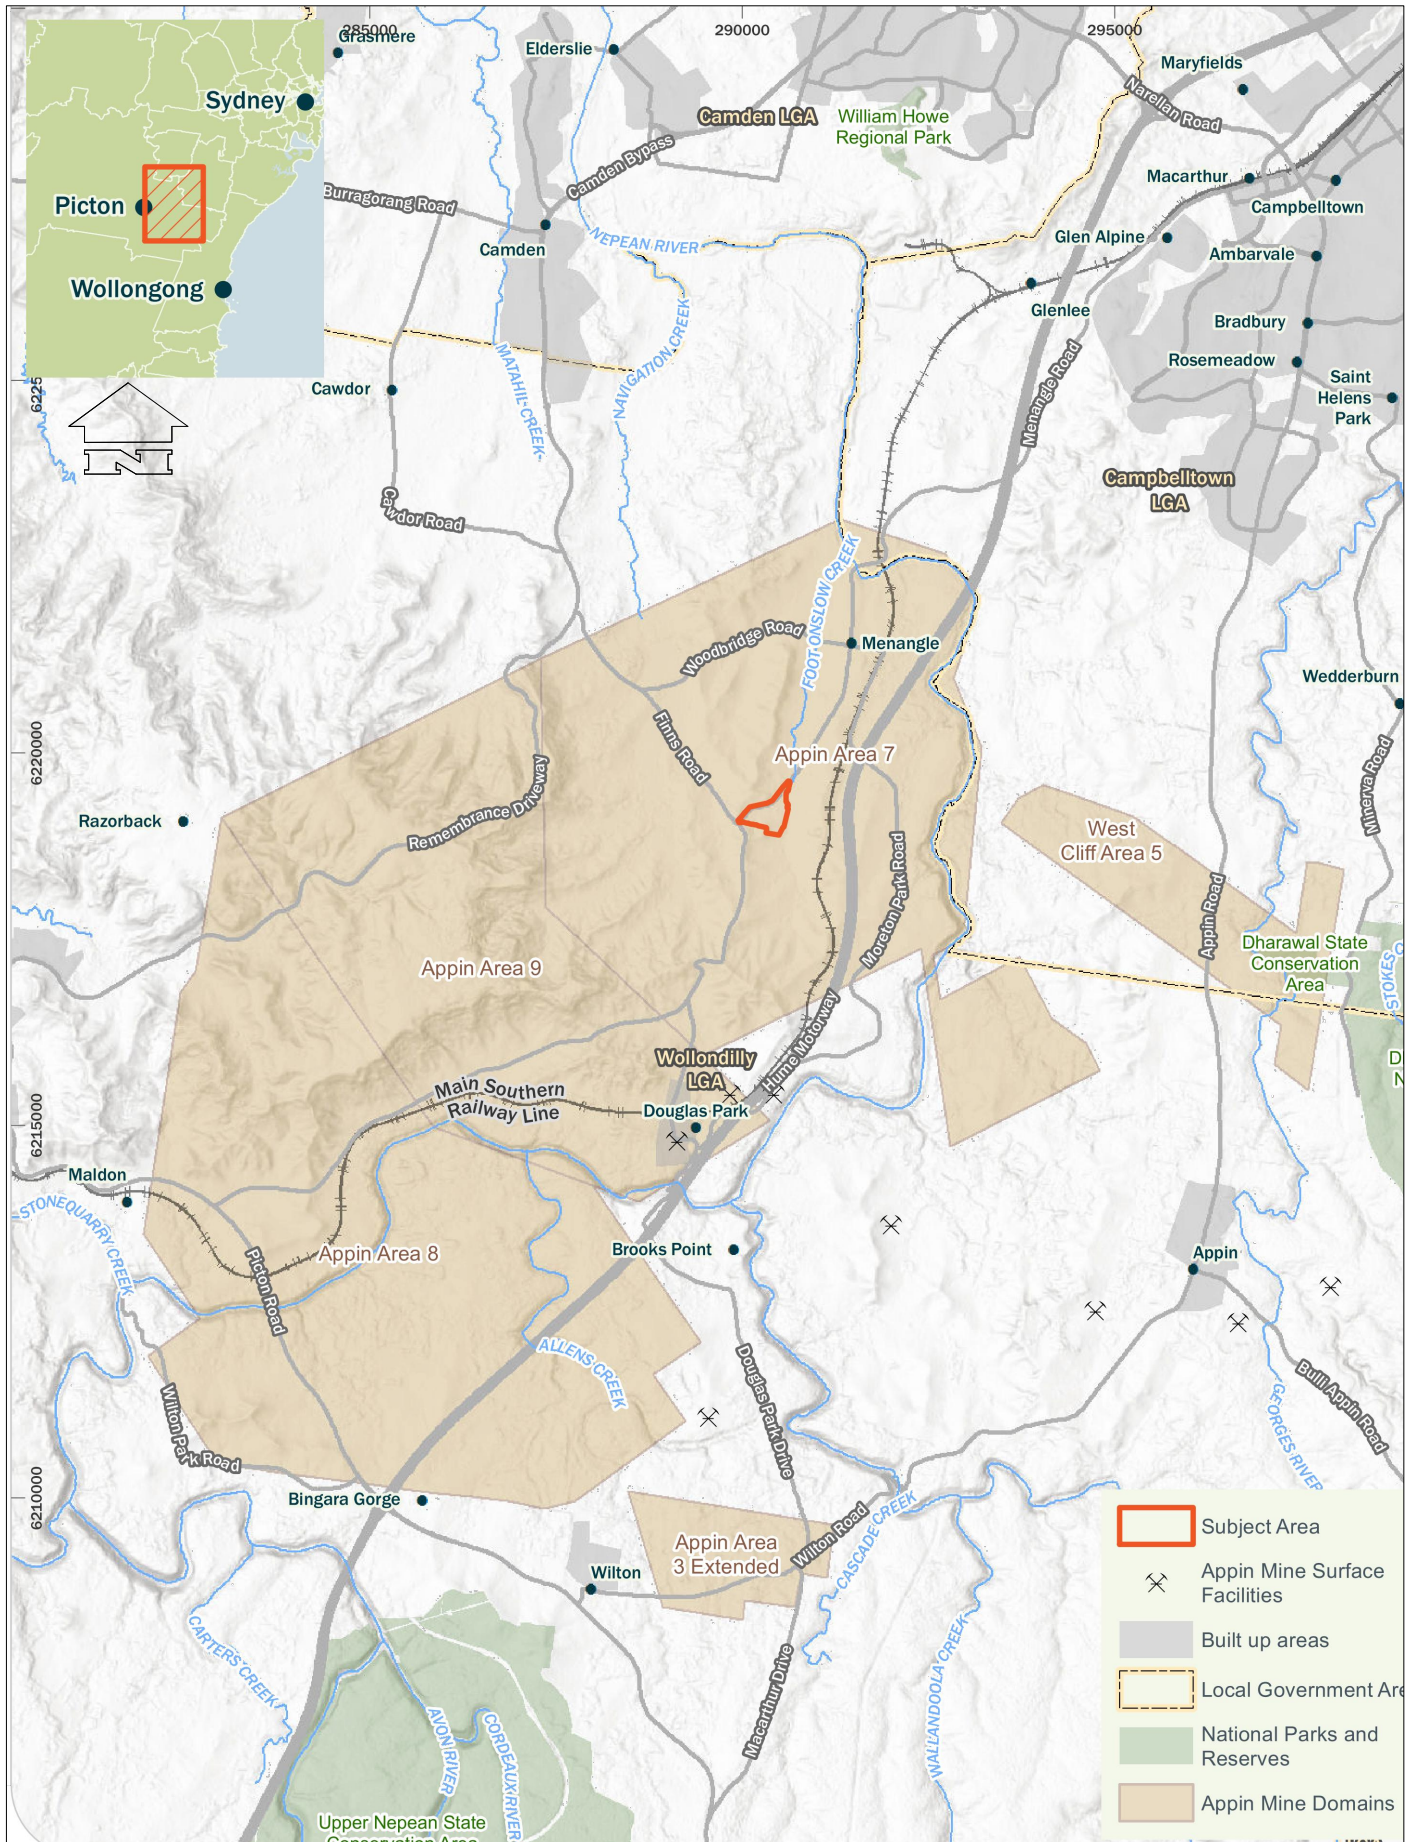 285000
290000
295000
Grasmere
Elderslie
Maryfields
Narellan Road
Sydney
Camden LGA
William Howe
Regional Park
Camden Bypass
Macarthur
Campbelltown
Burragorang Road
Picton
Camden
NEPEAN RIVER
Glen Alpine
Ambarvale
Wollongong
Glenlee
Bradbury
MATAHIL CREEK
NAVIGATION CREEK
Menangle Road
Rosemeadow
Saint
Helens
Park
6225
Cawdor
N
Campbelltown
LGA
Cawdor Road
FOOT ONSLOW CREEK
Woodbridge Road
Menangle
Wedderburn
Finns Road
6220000
Appin Area 7
Minerva Road
Remembrance Driveway
Razorback
West
Cliff Area 5
Moreton Park Road
Appin Road
Appin Area 9
Dharawal State
Conservation
Area
STOKES C
Hume Motorway
Wollondilly
LGA
D
N
Main Southern
Railway Line
Douglas Park
6215000
Maldon
STONEQUARRY CREEK
Appin Area 8
Brooks Point
Appin
Picton Road
ALLENS CREEK
Douglas Park Drive
Bulli Appin Road
GEORGES RIVER
Wilton Park Road
6210000
Bingara Gorge
CASCADE CREEK
Wilton Road
Appin Area
3 Extended
Wilton
CARTERS CREEK
Macarthur Drive
WALLANDOOLA CREEK
AVON RIVER
CORDEAUX RIVER
Upper Nepean State
Conservation Area
Subject Area
Appin Mine Surface
Facilities
Built up areas
Local Government Are
National Parks and
Reserves
Appin Mine Domains